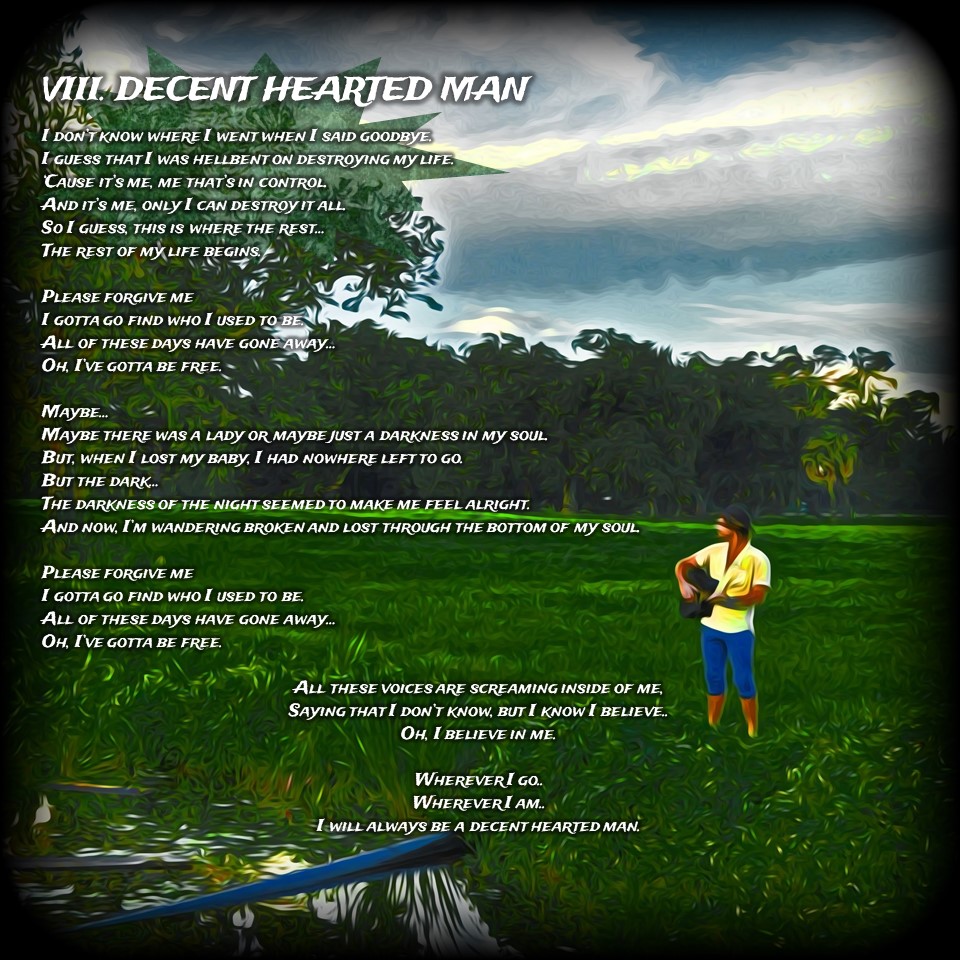 VIII. DECENT HEARTED MAN
I DON'T KNOW WHERE I WENT WHEN I SAID GOODBYE.
I GUESS THAT I WAS HELLBENT ON DESTROYING MY LIFE.
'CAUSE IT'S ME, ME THAT'S IN CONTROL.
AND IT'S ME, ONLY I CAN DESTROY IT ALL.
SO I GUESS, THIS IS WHERE THE REST...
THE REST OF MY LIFE BEGINS.
PLEASE FORGIVE ME
I GOTTA GO FIND WHO I USED TO BE.
ALL OF THESE DAYS HAVE GONE AWAY...
OH, I'VE GOTTA BE FREE.
MAYBE...
MAYBE THERE WAS A LADY OR MAYBE JUST A DARKNESS IN MY SOUL.
BUT, WHEN I LOST MY BABY, I HAD NOWHERE LEFT TO GO.
BUT THE DARK...
THE DARKNESS OF THE NIGHT SEEMED TO MAKE ME FEEL ALRIGHT.
AND NOW, I'M WANDERING BROKEN AND LOST THROUGH THE BOTTOM OF MY SOUL.
PLEASE FORGIVE ME
I GOTTA GO FIND WHO I USED TO BE.
ALL OF THESE DAYS HAVE GONE AWAY...
OH, I'VE GOTTA BE FREE.
ALL THESE VOICES ARE SCREAMING INSIDE OF ME,
SAYING THAT I DON'T KNOW, BUT I KNOW I BELIEVE..
OH, I BELIEVE IN ME.
WHEREVER I GO..
WHEREVER I AM..
I WILL ALWAYS BE A DECENT HEARTED MAN.